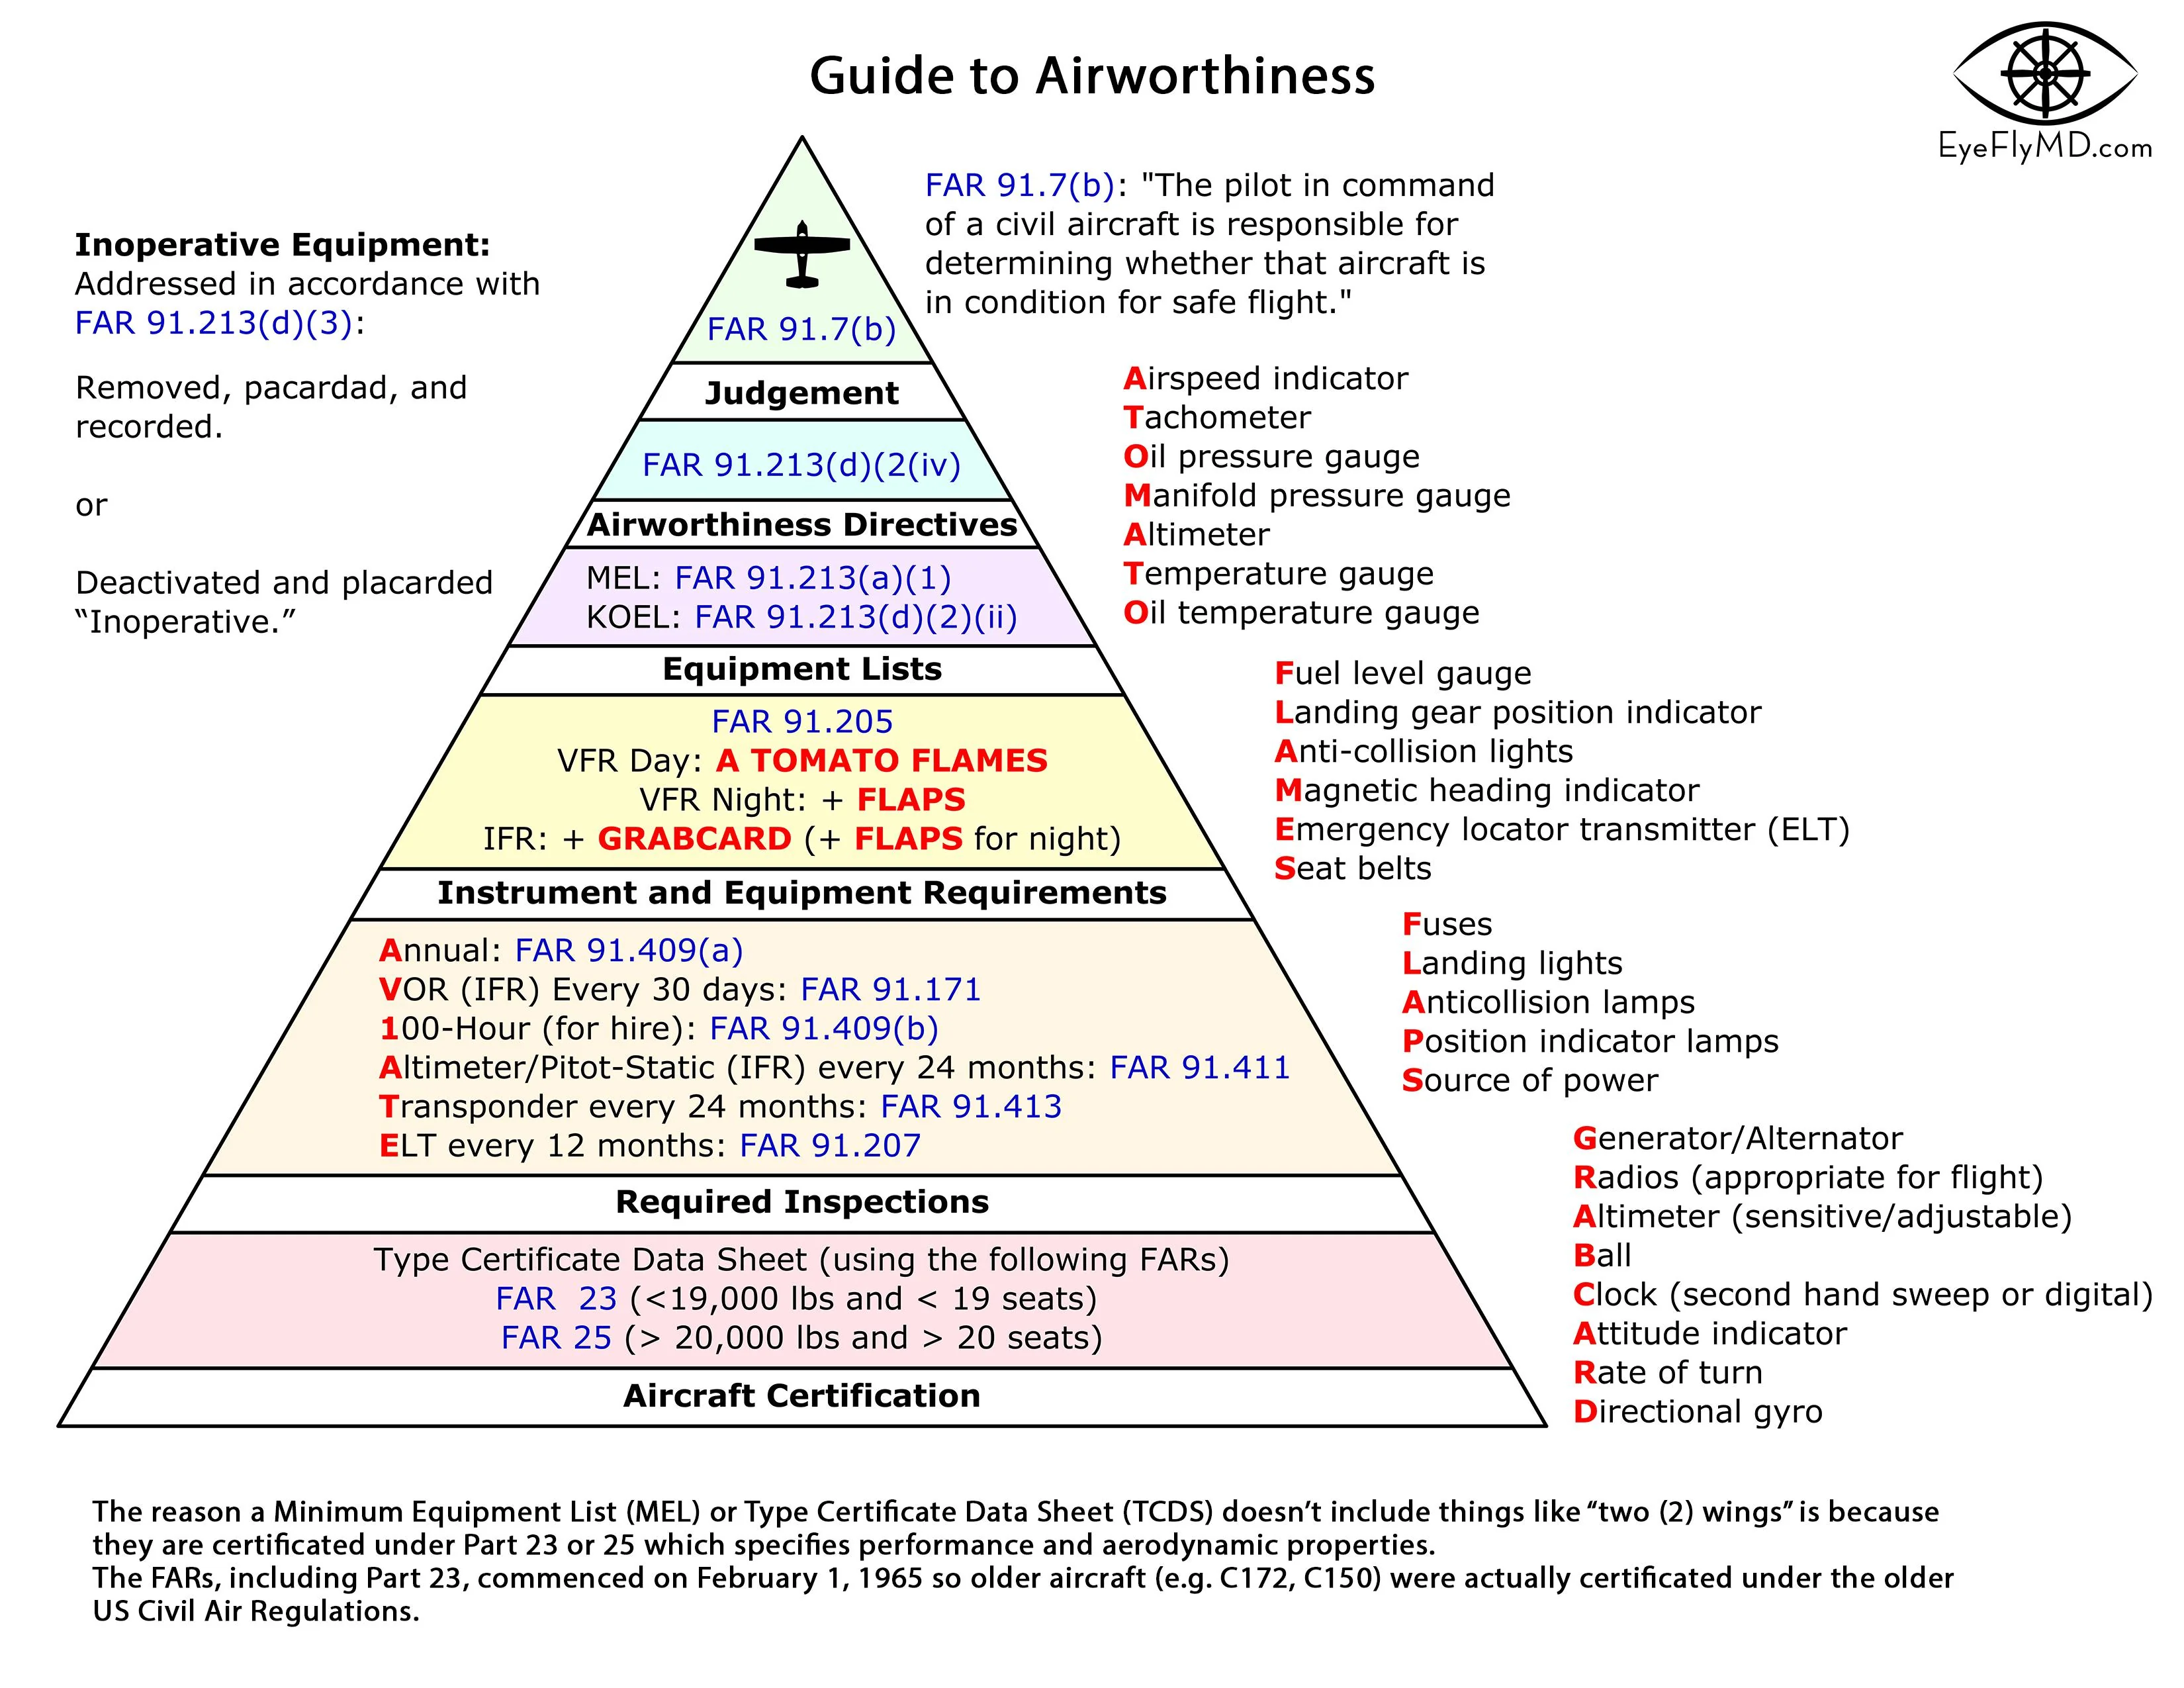 Guide to Airworthiness
EyeFlyMD.com
Inoperative Equipment:
Addressed in accordance with
FAR 91.213(d)(3):
Removed, pacardad, and
recorded.
or
Deactivated and placarded
“Inoperative.”
FAR 91.7(b): "The pilot in command
of a civil aircraft is responsible for
determining whether that aircraft is
in condition for safe flight."
FAR 91.7(b)
Judgement
FAR 91.213(d)(2(iv)
Airworthiness Directives
MEL: FAR 91.213(a)(1)
KOEL: FAR 91.213(d)(2)(ii)
Equipment Lists
FAR 91.205
VFR Day: A TOMATO FLAMES
VFR Night: + FLAPS
IFR: + GRABCARD (+ FLAPS for night)
Instrument and Equipment Requirements
Annual: FAR 91.409(a)
VOR (IFR) Every 30 days: FAR 91.171
100-Hour (for hire): FAR 91.409(b)
Altimeter/Pitot-Static (IFR) every 24 months: FAR 91.411
Transponder every 24 months: FAR 91.413
ELT every 12 months: FAR 91.207
Required Inspections
Type Certificate Data Sheet (using the following FARs)
FAR 23 (<19,000 lbs and < 19 seats)
FAR 25 (> 20,000 lbs and > 20 seats)
Aircraft Certification
Airspeed indicator
Tachometer
Oil pressure gauge
Manifold pressure gauge
Altimeter
Temperature gauge
Oil temperature gauge
Fuel level gauge
Landing gear position indicator
Anti-collision lights
Magnetic heading indicator
Emergency locator transmitter (ELT)
Seat belts
Fuses
Landing lights
Anticollision lamps
Position indicator lamps
Source of power
Generator/Alternator
Radios (appropriate for flight)
Altimeter (sensitive/adjustable)
Ball
Clock (second hand sweep or digital)
Attitude indicator
Rate of turn
Directional gyro
The reason a Minimum Equipment List (MEL) or Type Certificate Data Sheet (TCDS) doesn’t include things like “two (2) wings” is because
they are certificated under Part 23 or 25 which specifies performance and aerodynamic properties.
The FARs, including Part 23, commenced on February 1, 1965 so older aircraft (e.g. C172, C150) were actually certificated under the older
US Civil Air Regulations.